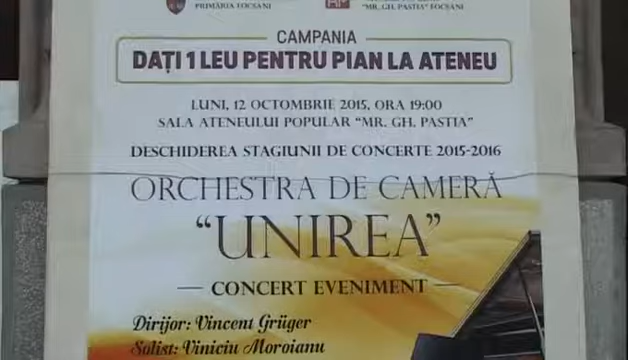 PRIMĂRIA FOCȘANI
"MR. GH. PASTIA" FOCȘANI
CAMPANIA
DAȚI 1 LEU PENTRU PIAN LA ATENEU
LUNI, 12 OCTOMBRIE 2015, ORA 19:00
SALA ATENEULUI POPULAR "MR. GH. PASTIA"
DESCHIDEREA STAGIUNII DE CONCERTE 2015-2016
ORCHESTRA DE CAMERĂ
"UNIREA"
— CONCERT EVENIMENT —
Dirijor: Vincent Grüger
Solist: Viniciu Moroianu